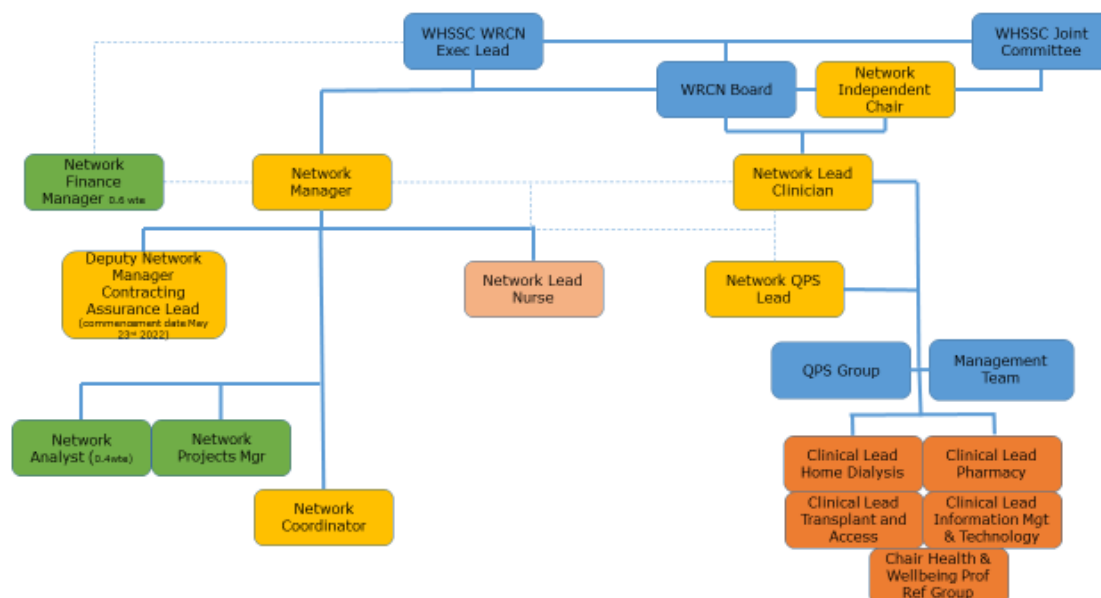 WHSSC WRCN
Exec Lead
WHSSC Joint
Committee
WRCN Board
Network
Independent
Chair
Network
Finance
Manager 0.6 wte
Network
Manager
Network Lead
Clinician
Deputy Network
Manager
Contracting
Assurance Lead
(commencement date May
23rd 2022)
Network Lead
Nurse
Network QPS
Lead
QPS Group
Management
Team
Network
Analyst (0.4wte)
Network
Projects Mgr
Clinical Lead
Home Dialysis
Clinical Lead
Pharmacy
Network
Coordinator
Clinical Lead
Transplant and
Access
Clinical Lead
Information Mgt
& Technology
Chair Health &
Wellbeing Prof
Ref Group